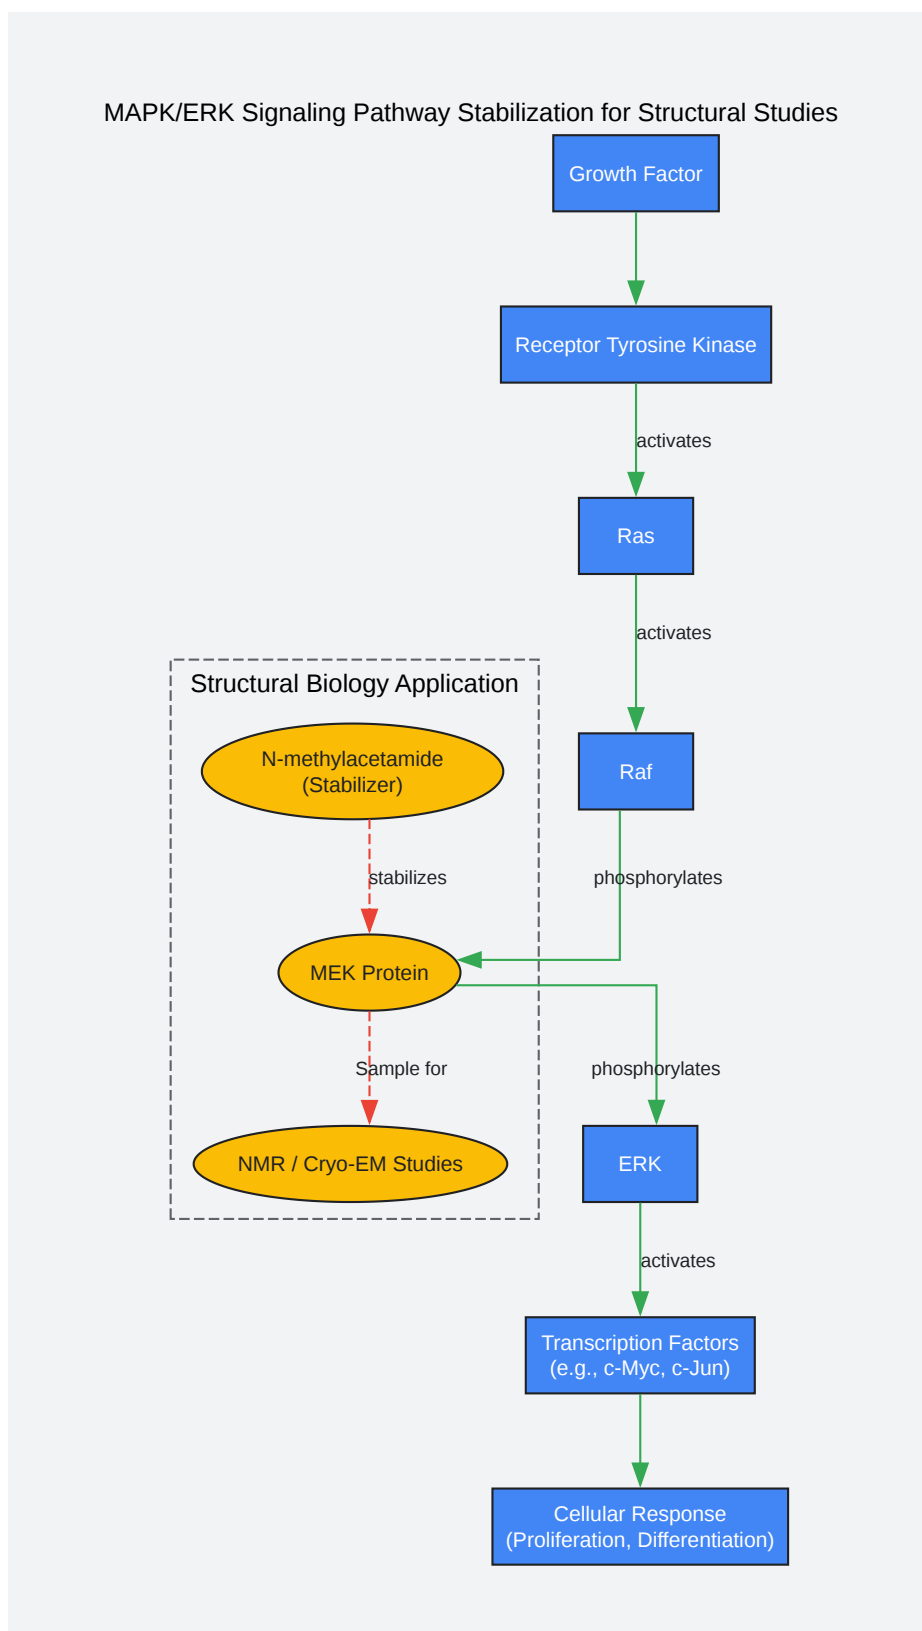 MAPK/ERK Signaling Pathway Stabilization for Structural Studies
Growth Factor
Receptor Tyrosine Kinase
activates
Ras
activates
Structural Biology Application
N-methylacetamide
(Stabilizer)
Raf
stabilizes
phosphorylates
MEK Protein
Sample for
phosphorylates
NMR / Cryo-EM Studies
ERK
activates
Transcription Factors
(e.g., c-Myc, c-Jun)
Cellular Response
(Proliferation, Differentiation)